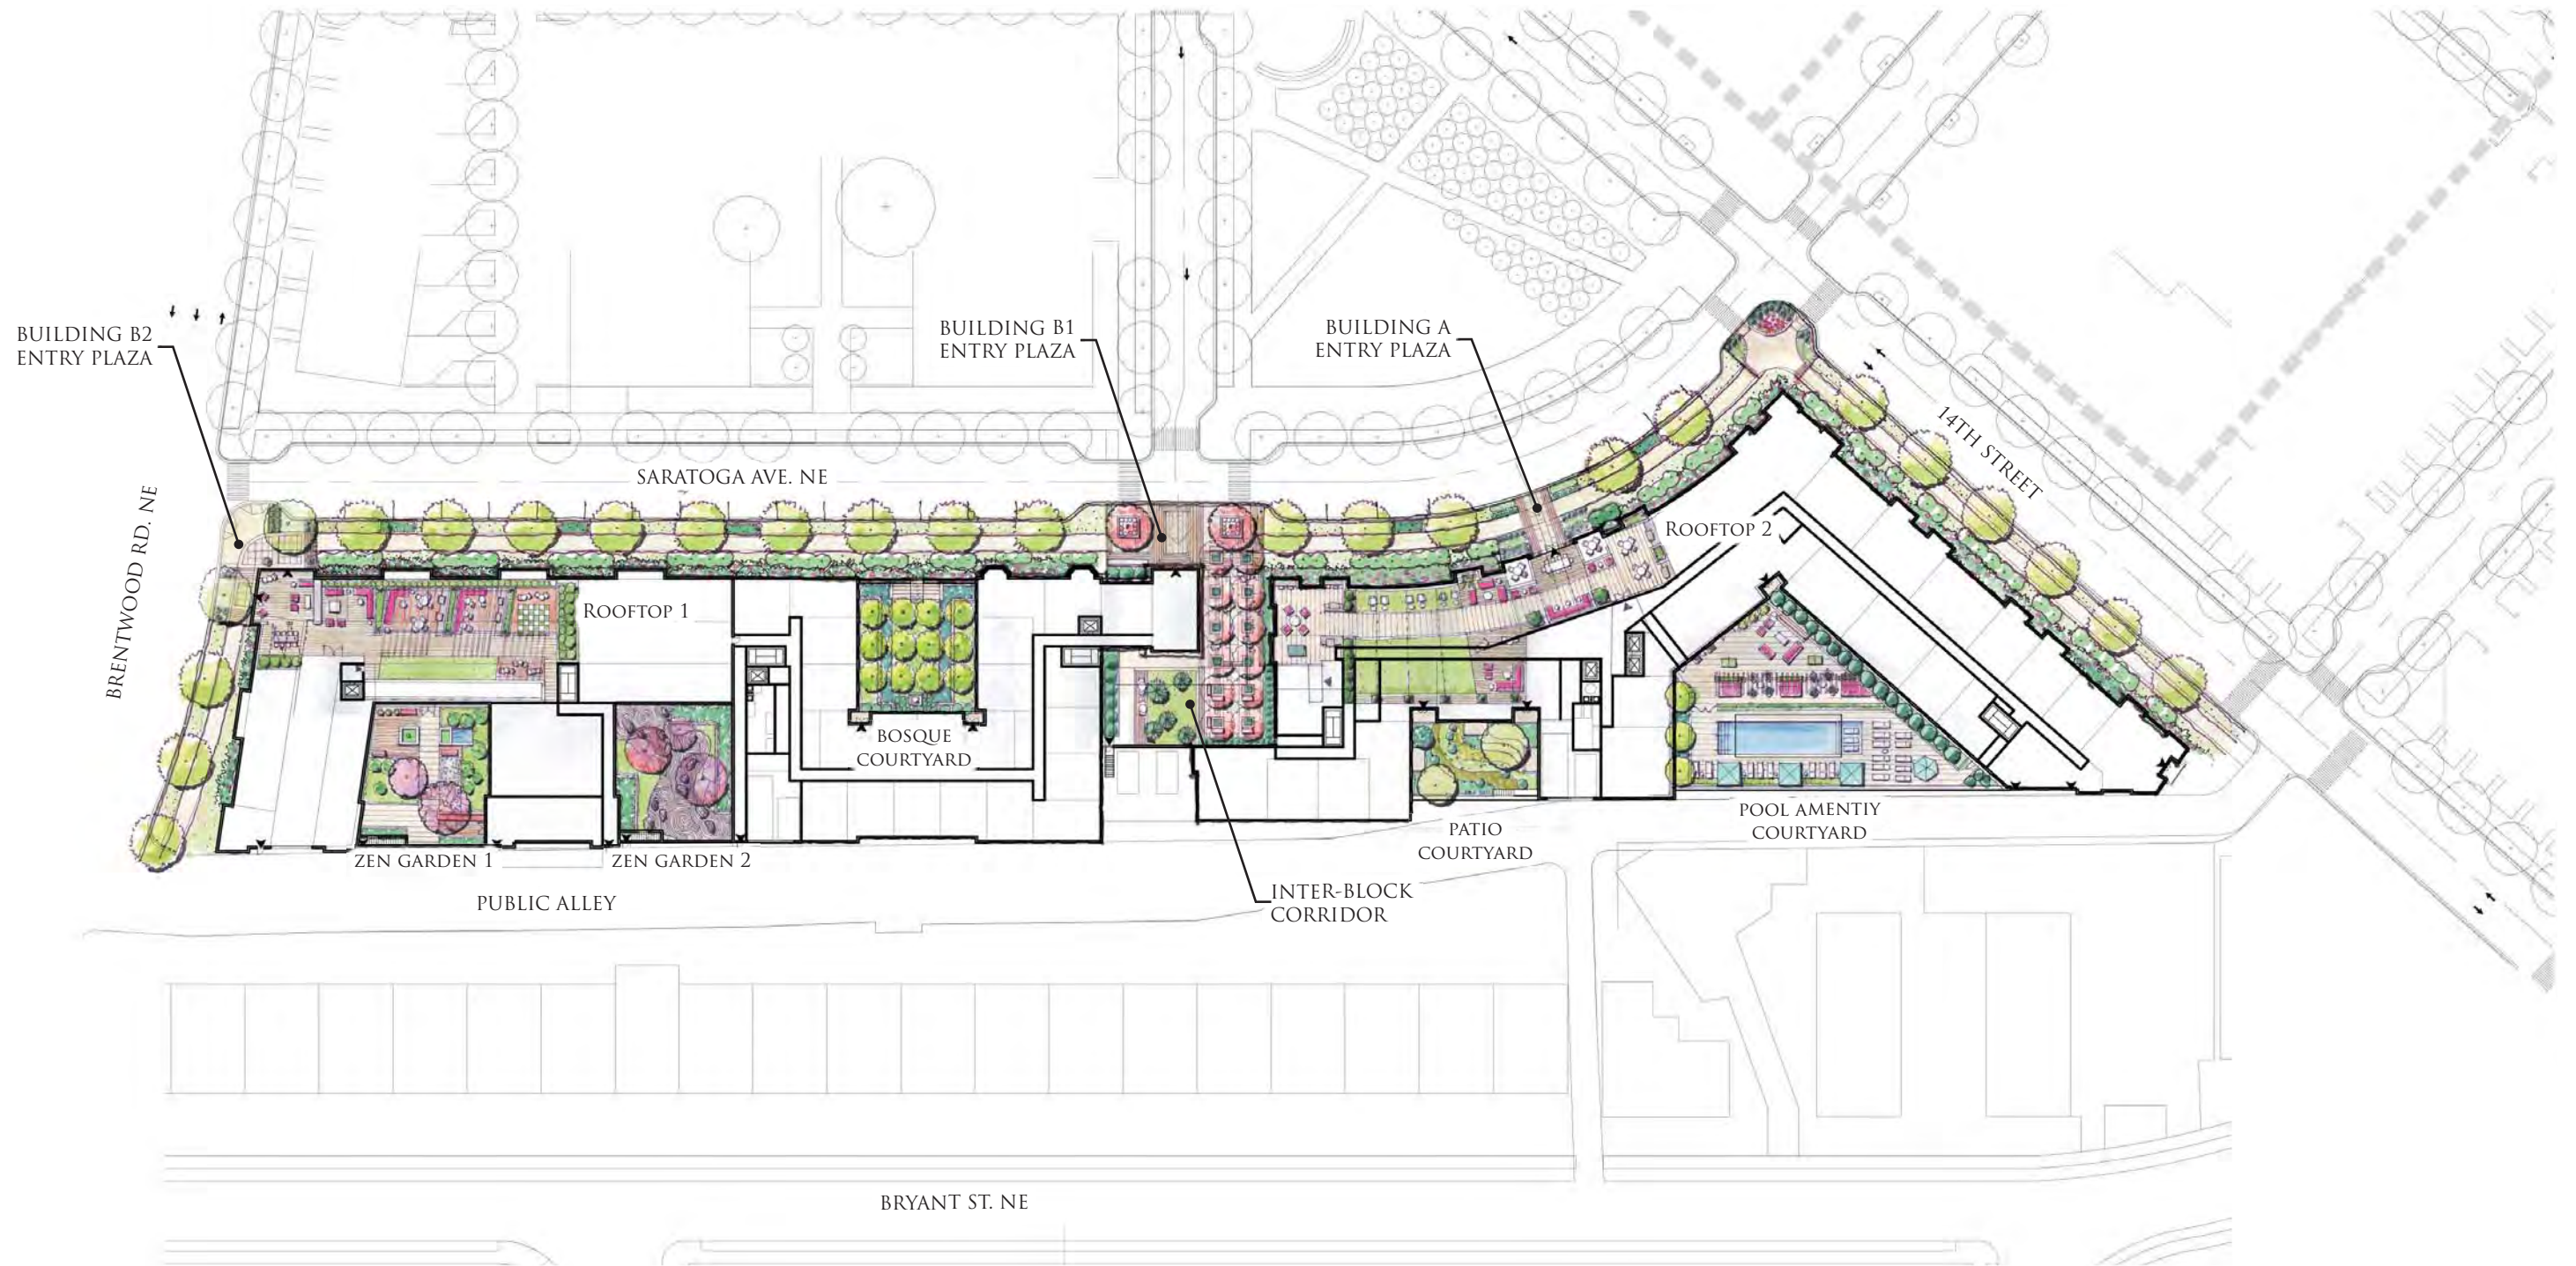 BUILDING B2
ENTRY PLAZA
BUILDING B1
ENTRY PLAZA
BUILDING A
ENTRY PLAZA
14TH STREET
SARATOGA AVE. NE
BRENTWOOD RD. NE
ROOFTOP 2
ROOFTOP 1
BOSQUE
COURTYARD
POOL AMENTIY
COURTYARD
PATIO
COURTYARD
ZEN GARDEN 1
ZEN GARDEN 2
INTER-BLOCK
CORRIDOR
PUBLIC ALLEY
BRYANT ST. NE